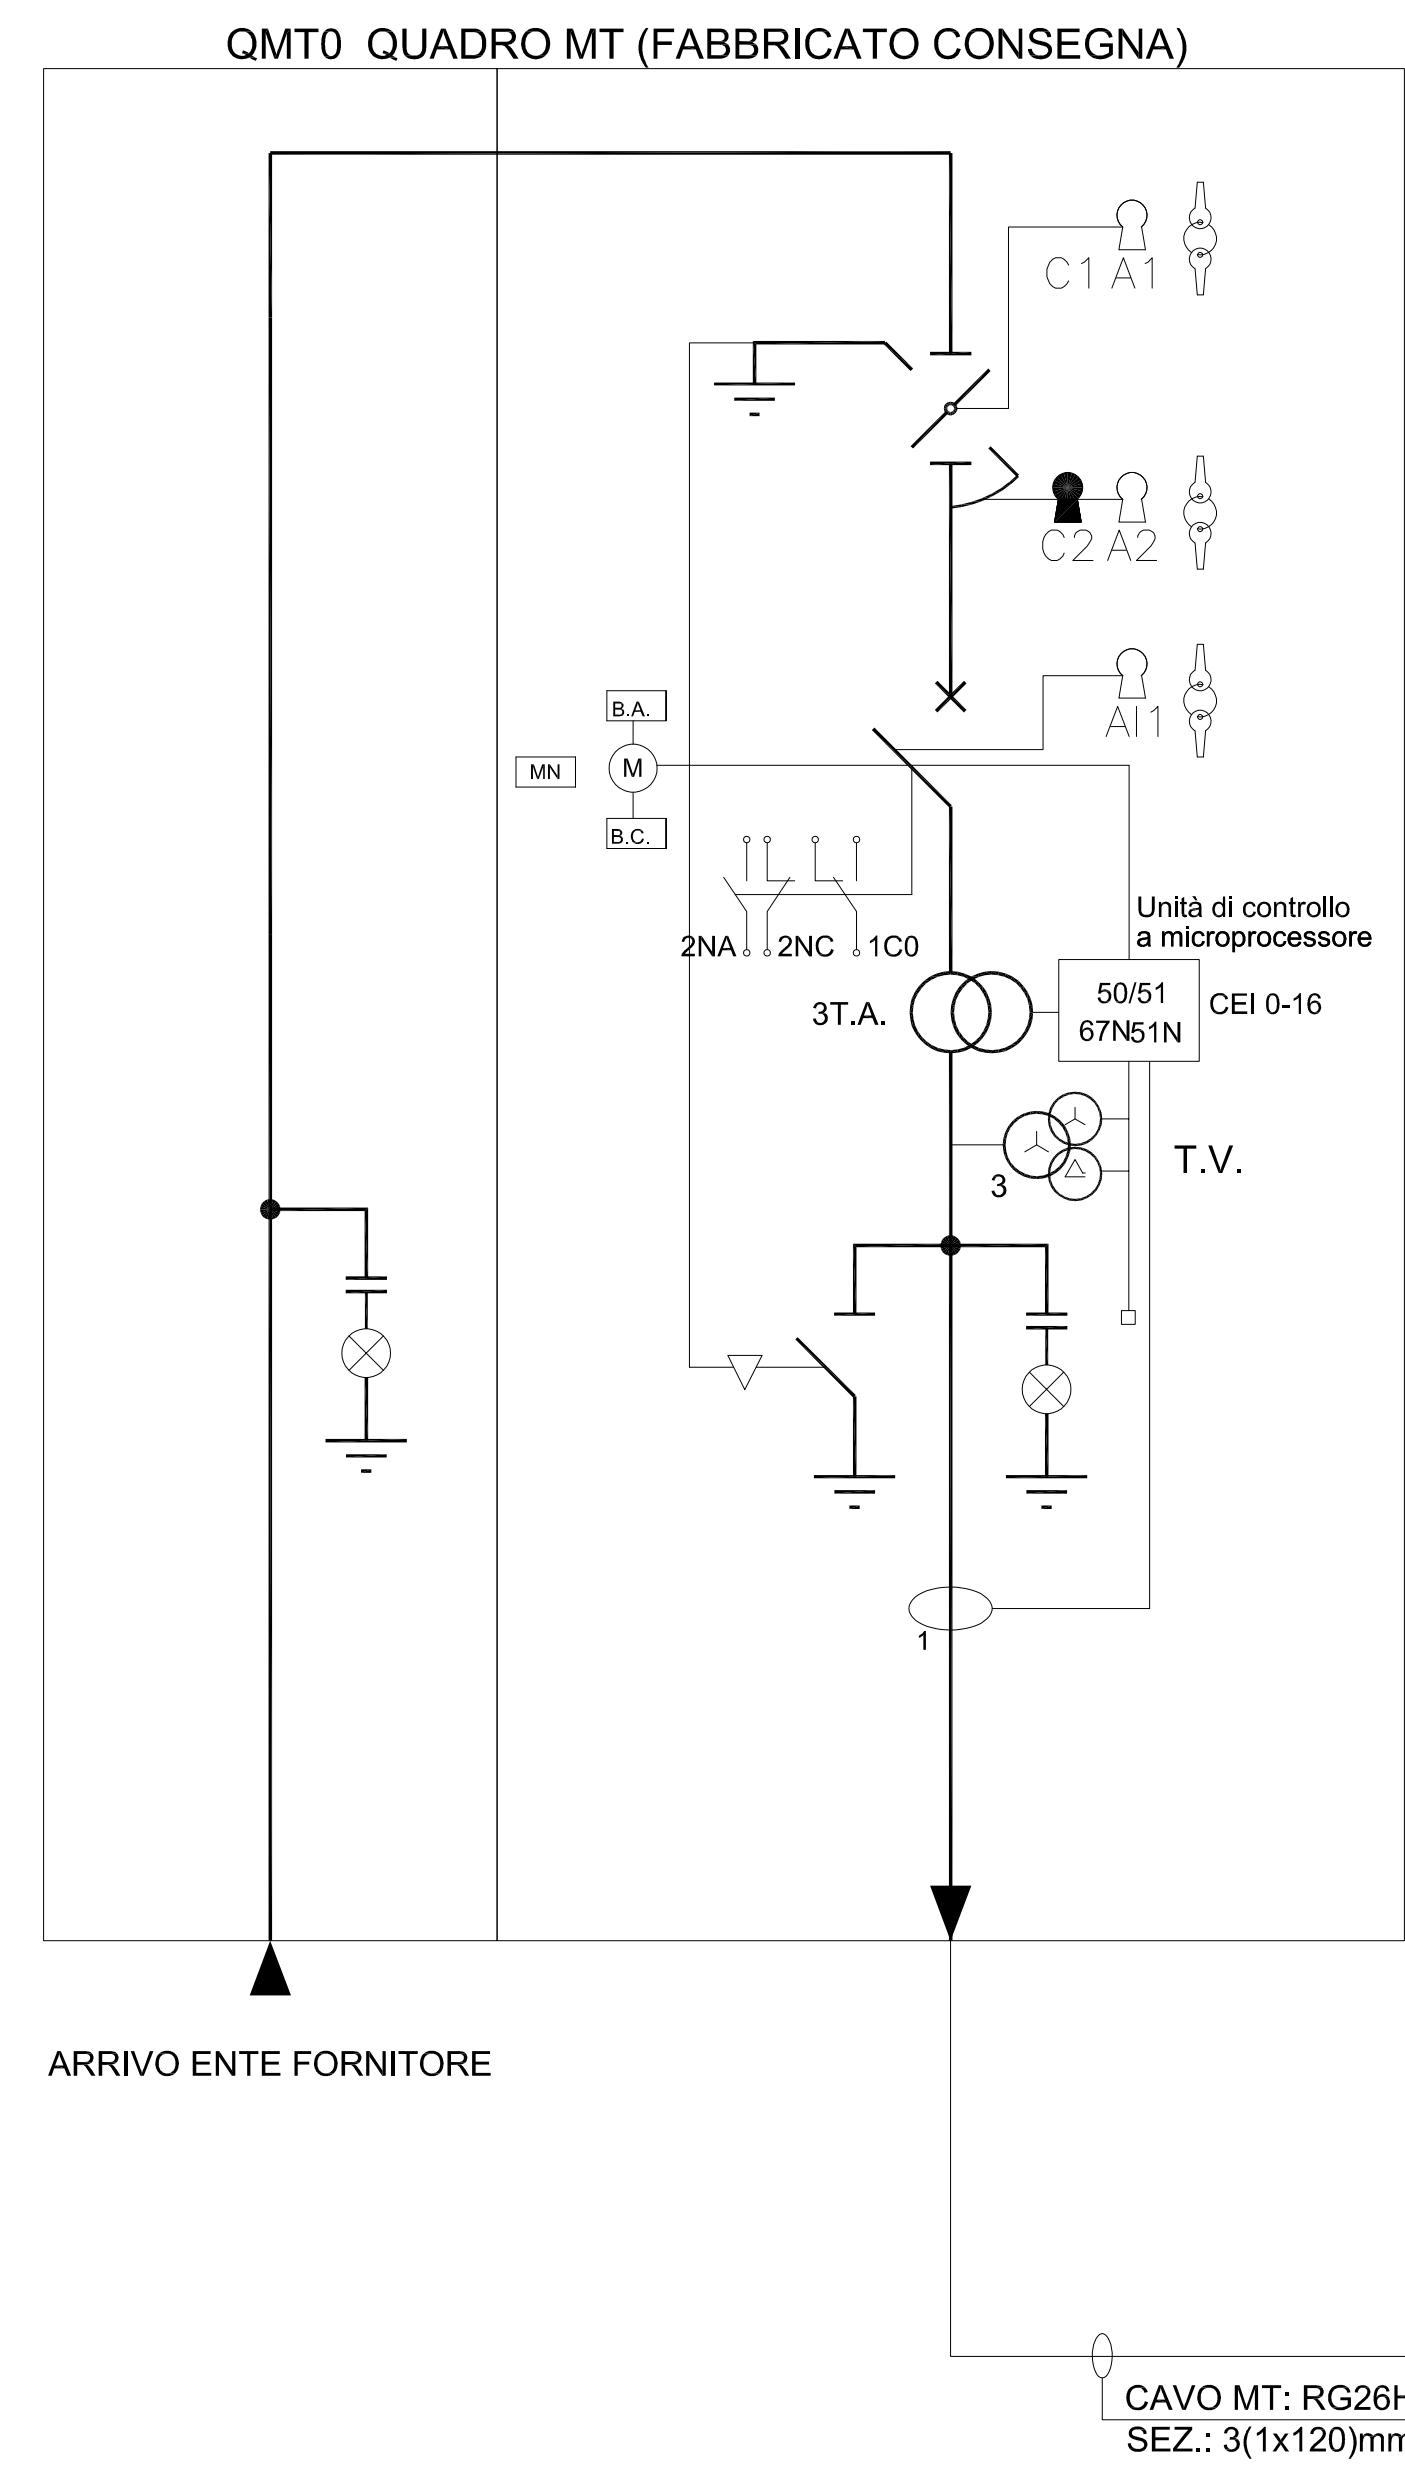 QMT0 QUADRO MT (FABBRICATO CONSEGNA)
C1 A1
C2 A2
AI1
B.A.
MN
M
B.C.
2NA
2NC
1C0
Unità di controllo
a microprocessore
50/51
67N51N
CEI 0-16
3T.A.
T.V.
3
1
ARRIVO ENTE FORNITORE
CAVO MT: RG26H
SEZ.: 3(1x120)mm